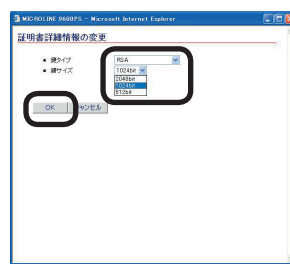 MICROLINE 9600PS - Microsoft Internet Explorer
証明書詳細情報の変更
鍵タイプ RSA
鍵サイズ 1024bit
2048bit
1024bit
512bit
OK キャンセル